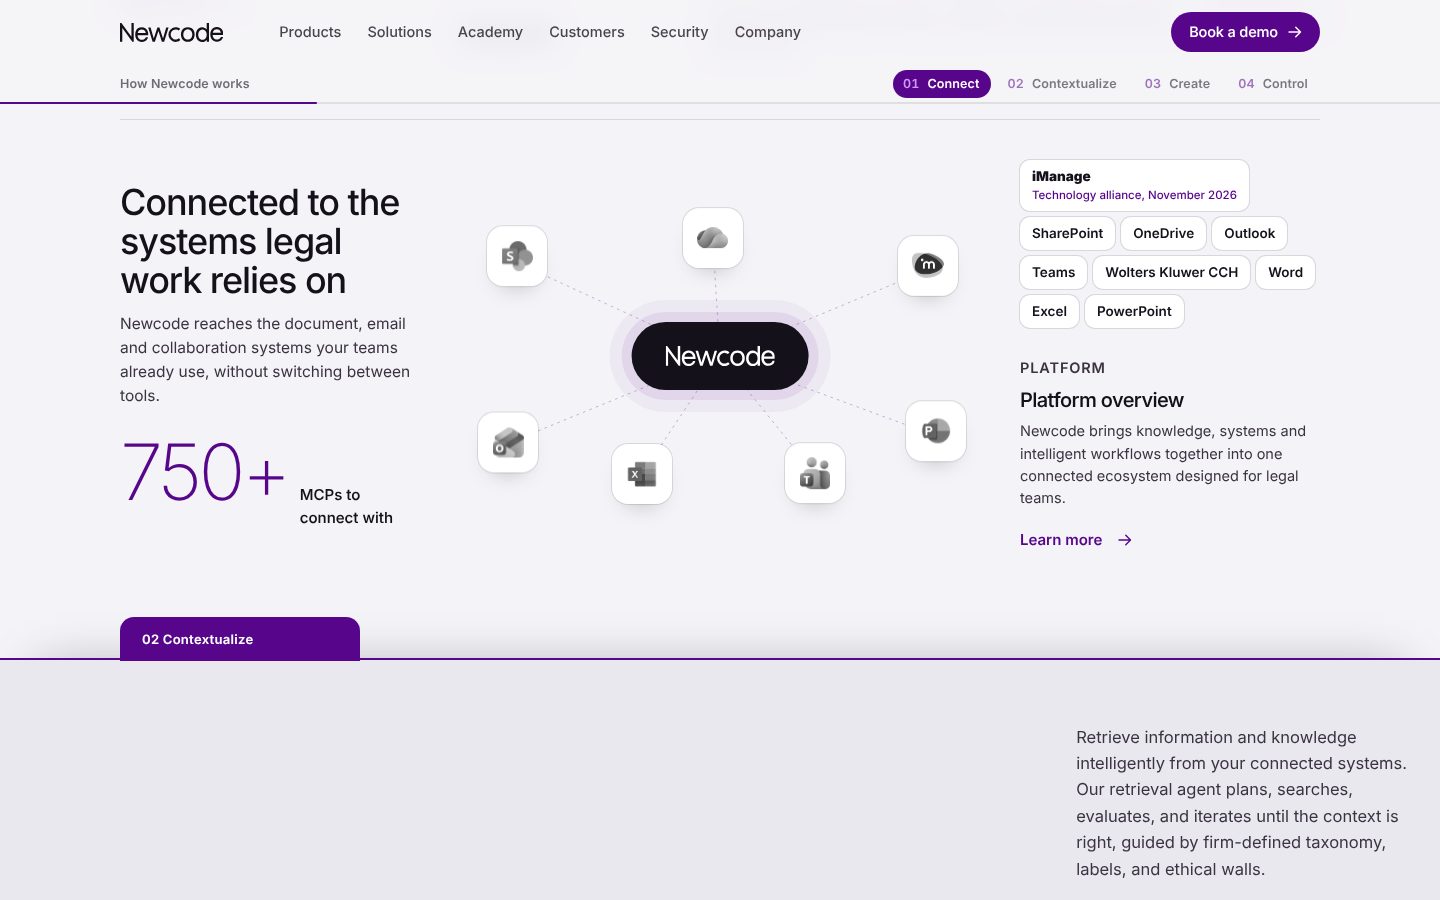 Newcode
Products
Solutions
Academy
Customers
Security
Company
Book a demo
How Newcode works
01 Connect
02 Contextualize
03 Create
04 Control
Connected to the
systems legal
work relies on
Newcode reaches the document, email
and collaboration systems your teams
already use, without switching between
tools.
750+
MCPs to
connect with
S
m
Newcode
O
X
T
P
iManage
Technology alliance, November 2026
SharePoint
OneDrive
Outlook
Teams
Wolters Kluwer CCH
Word
Excel
PowerPoint
PLATFORM
Platform overview
Newcode brings knowledge, systems and
intelligent workflows together into one
connected ecosystem designed for legal
teams.
Learn more
02 Contextualize
Retrieve information and knowledge
intelligently from your connected systems.
Our retrieval agent plans, searches,
evaluates, and iterates until the context is
right, guided by firm-defined taxonomy,
labels, and ethical walls.